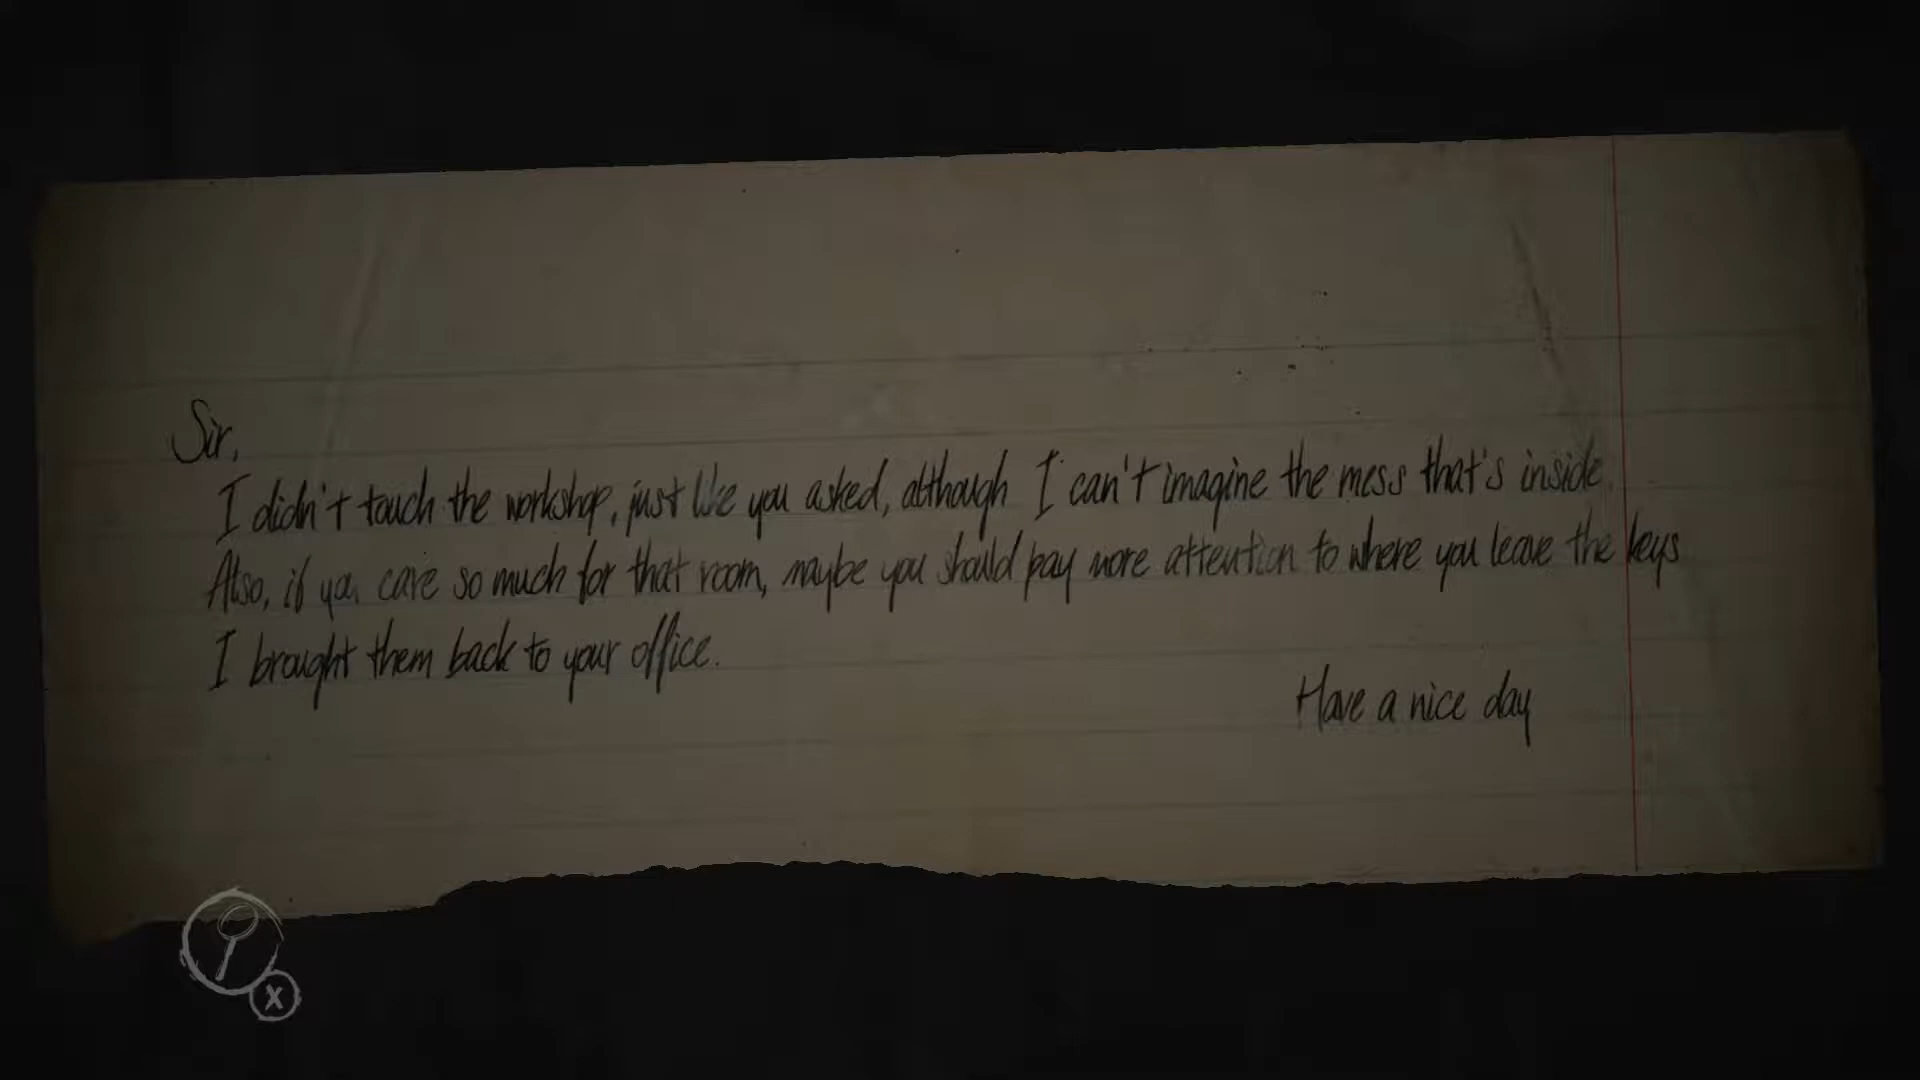 Sir,
I didn't touch the workshop, just like you asked, although I can't imagine the mess that's inside.
Also, if you care so much for that room, maybe you should pay more attention to where you leave the keys
I brought them back to your office.
Have a nice day
X